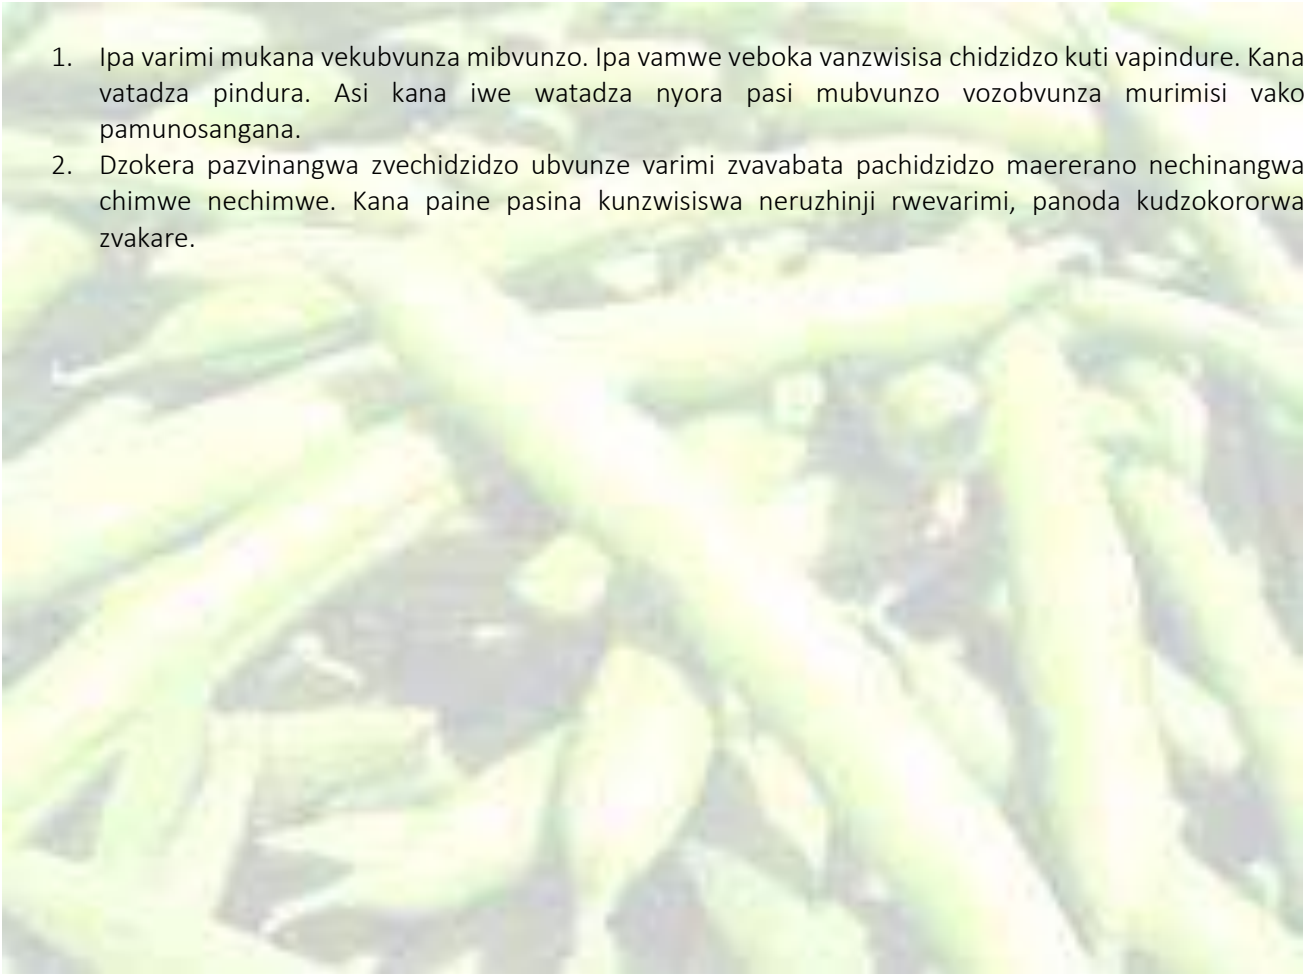 1. Ipa varimi mukana vekubvunza mibvunzo. Ipa vamwe veboka vanzwisisa chidzidzo kuti vapindure. Kana
vatadza pindura. Asi kana iwe watadza nyora pasi mubvunzo vozobvunza murimisi vako
pamunosangana.
2. Dzokera pazvinangwa zvechidzidzo ubvunze varimi zvavabata pachidzidzo maererano nechinangwa
chimwe nechimwe. Kana paine pasina kunzwisiswa neruzhinji rwevarimi, panoda kudzokororwa
zvakare.